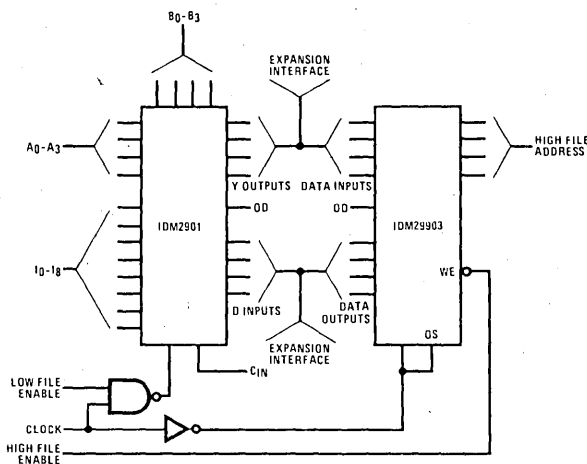 B0-B3
EXPANSION
INTERFACE
A0-A3
HIGH FILE
ADDRESS
Y OUTPUTS
DATA INPUTS
IDM2901
OD
OD
IDM29903
I0-I8
WE
D INPUTS
DATA
OUTPUTS
OS
EXPANSION
INTERFACE
CIN
LOW FILE
ENABLE
CLOCK
HIGH FILE
ENABLE